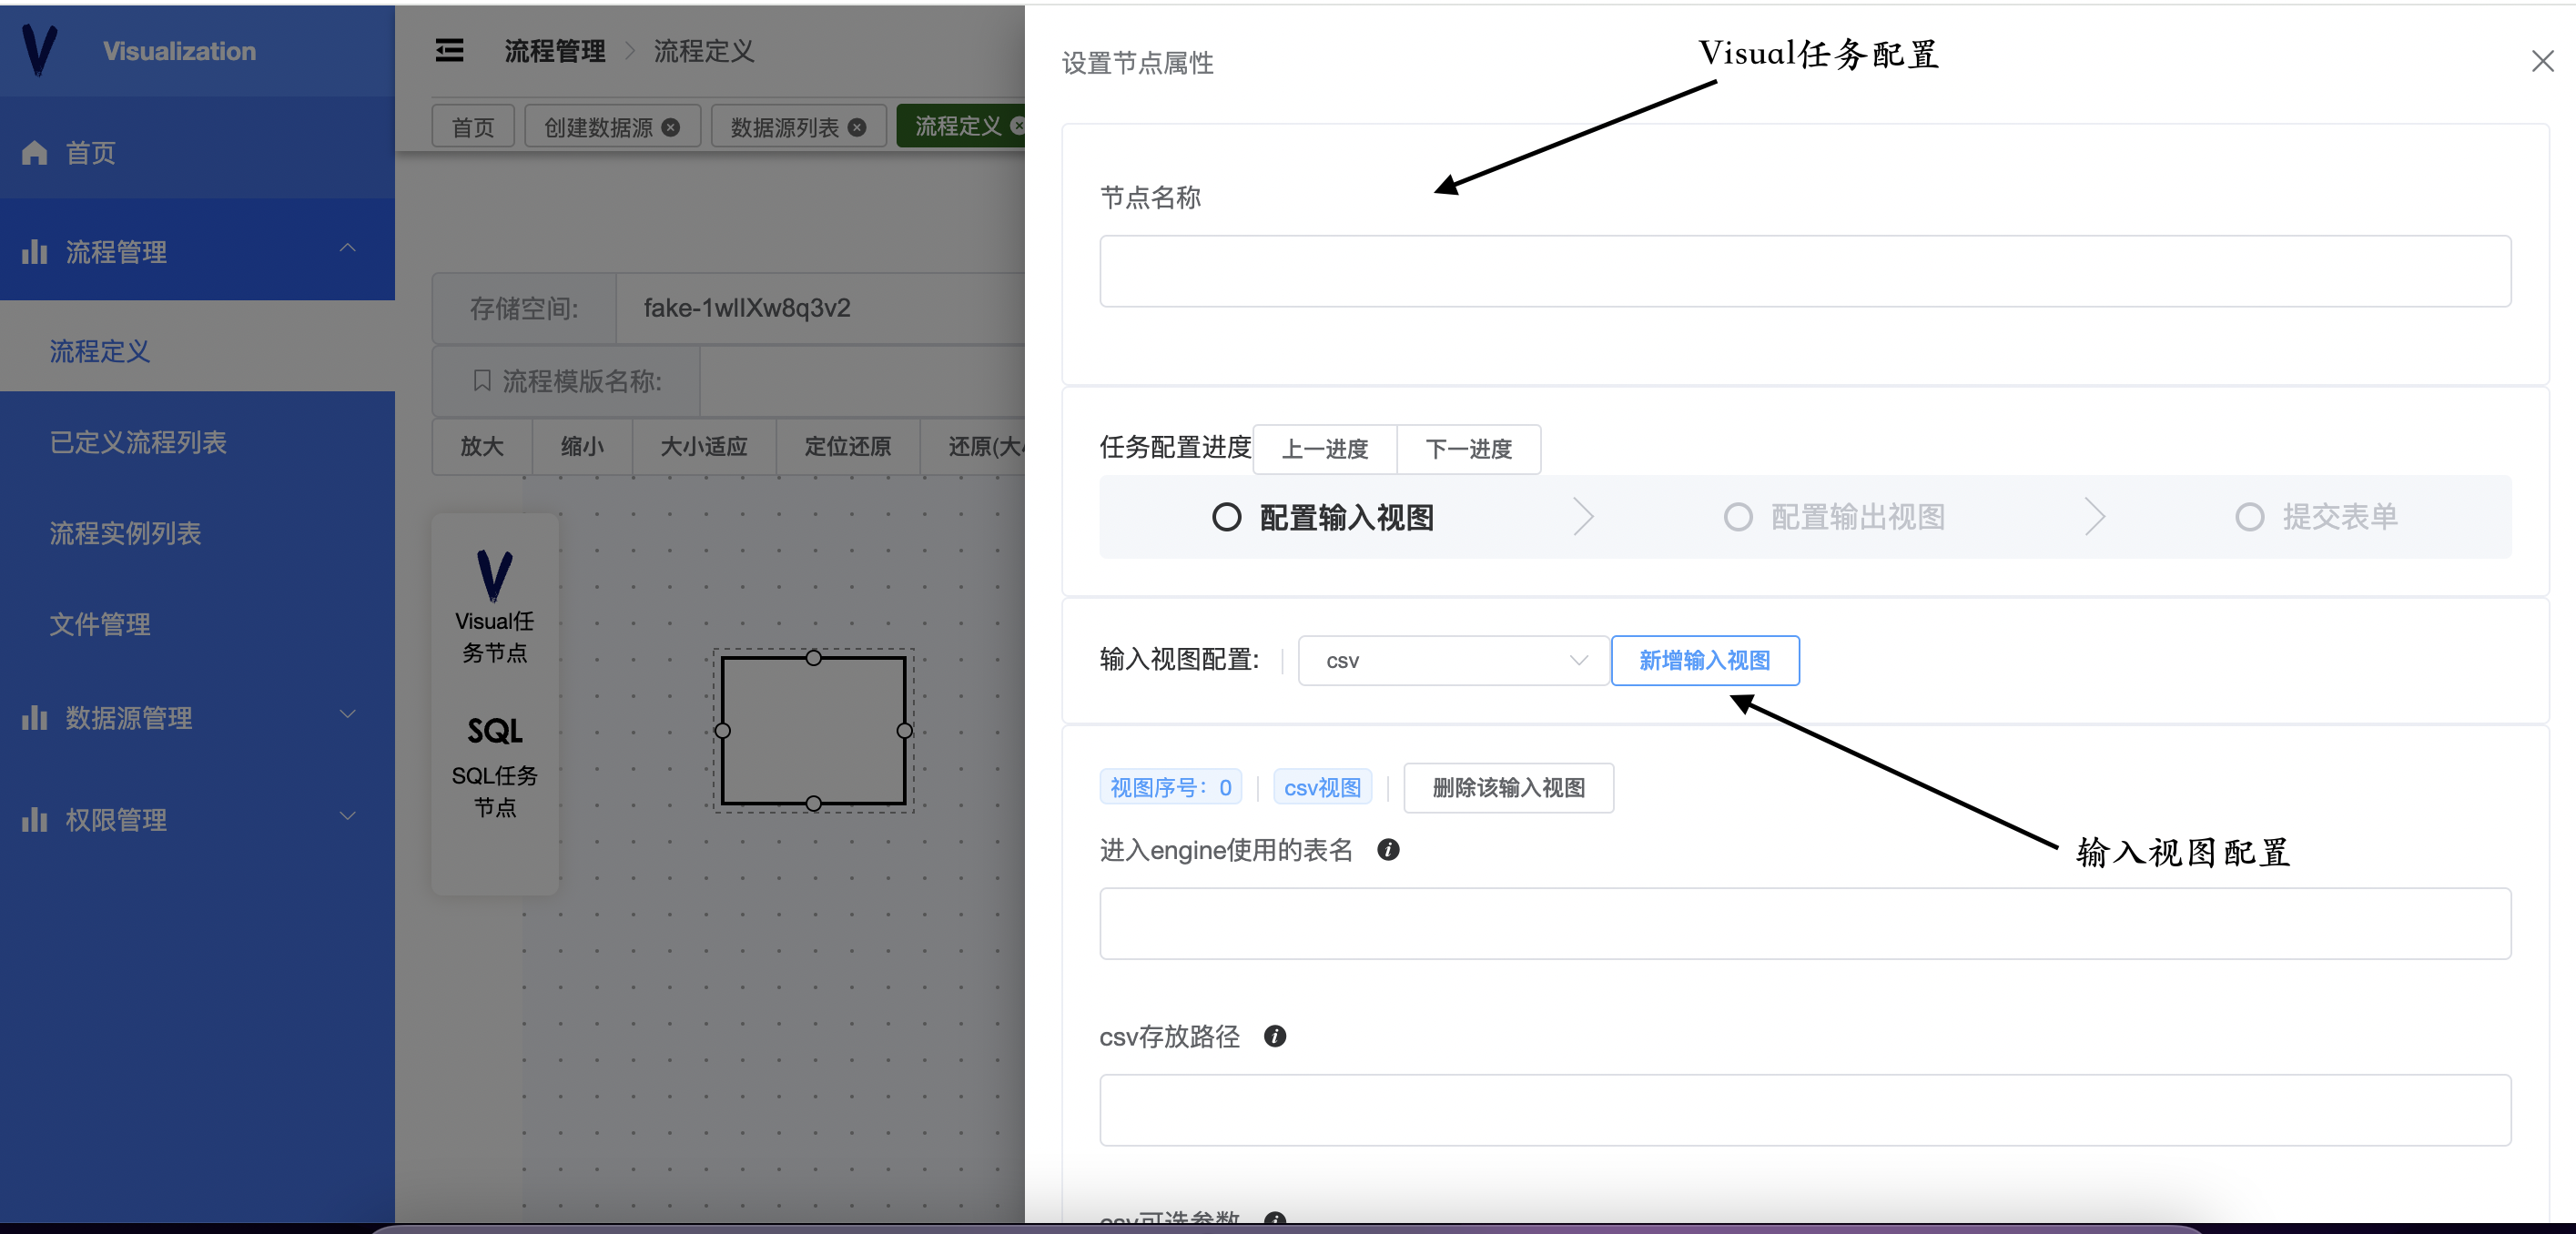 Visualization
首页
流程管理
流程定义
已定义流程列表
流程实例列表
文件管理
数据源管理
权限管理
流程管理 > 流程定义
首页 创建数据源 数据源列表 流程定义
存储空间: fake-1wllXw8q3v2
流程模版名称:
放大 缩小 大小适应 定位还原 还原(大
Visual任
务节点
SQL
SQL任务
节点
设置节点属性
Visual任务配置
节点名称
任务配置进度 上一进度 下一进度
配置输入视图 配置输出视图 提交表单
输入视图配置: csv 新增输入视图
视图序号：0 csv视图 删除该输入视图
进入engine使用的表名
输入视图配置
csv存放路径
csv可选参数